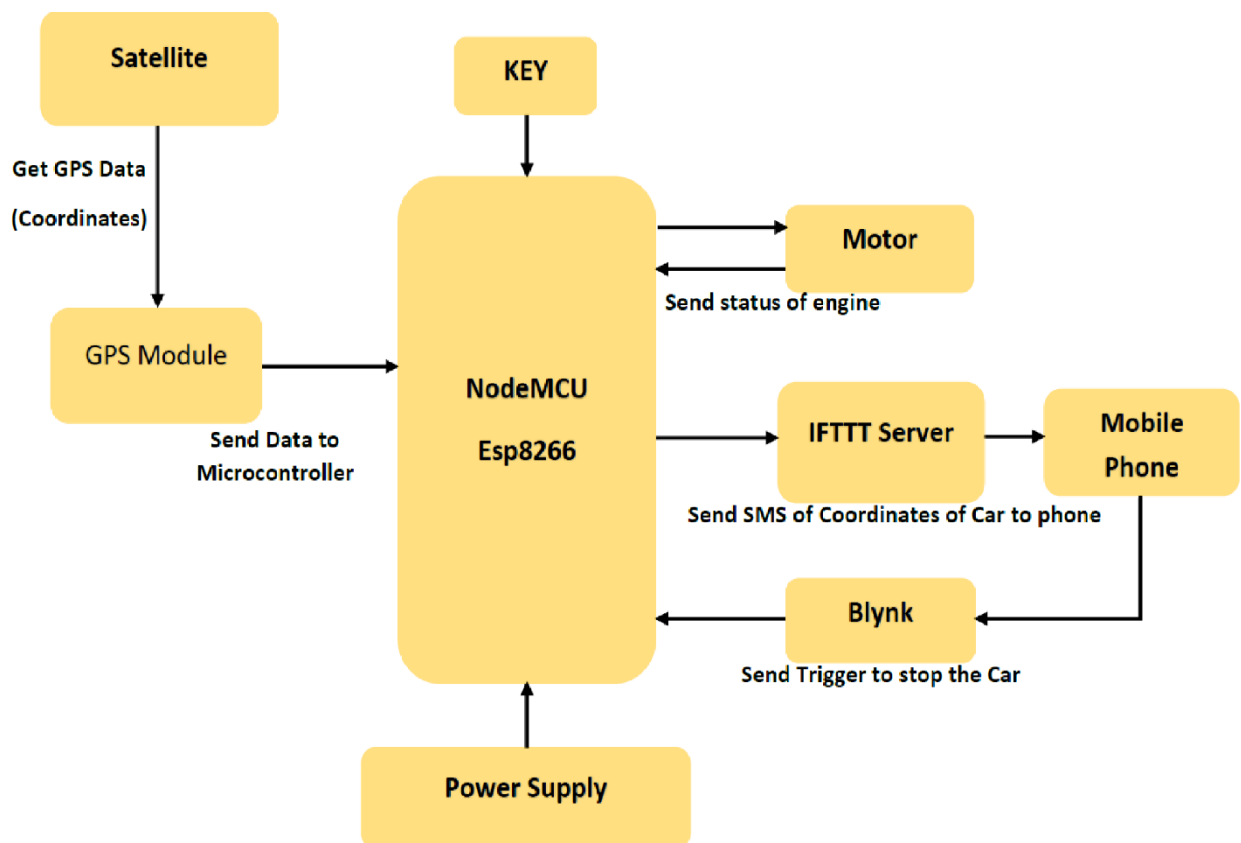 Satellite
KEY
Get GPS Data
(Coordinates)
Motor
Send status of engine
GPS Module
Send Data to
Microcontroller
NodeMCU
Esp8266
IFTTT Server
Mobile
Phone
Send SMS of Coordinates of Car to phone
Blynk
Send Trigger to stop the Car
Power Supply